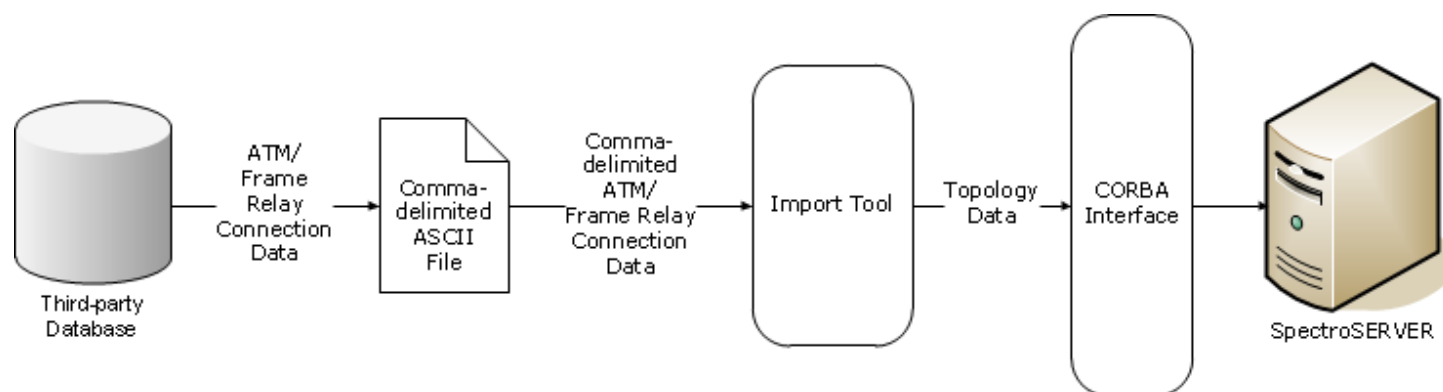 Third-party
Database
ATM/
Frame
Relay
Connection
Data
Comma-
delimited
ASCII
File
Comma-
delimited
ATM/
Frame Relay
Connection
Data
Import Tool
Topology
Data
CORBA
Interface
SpectroSERVER